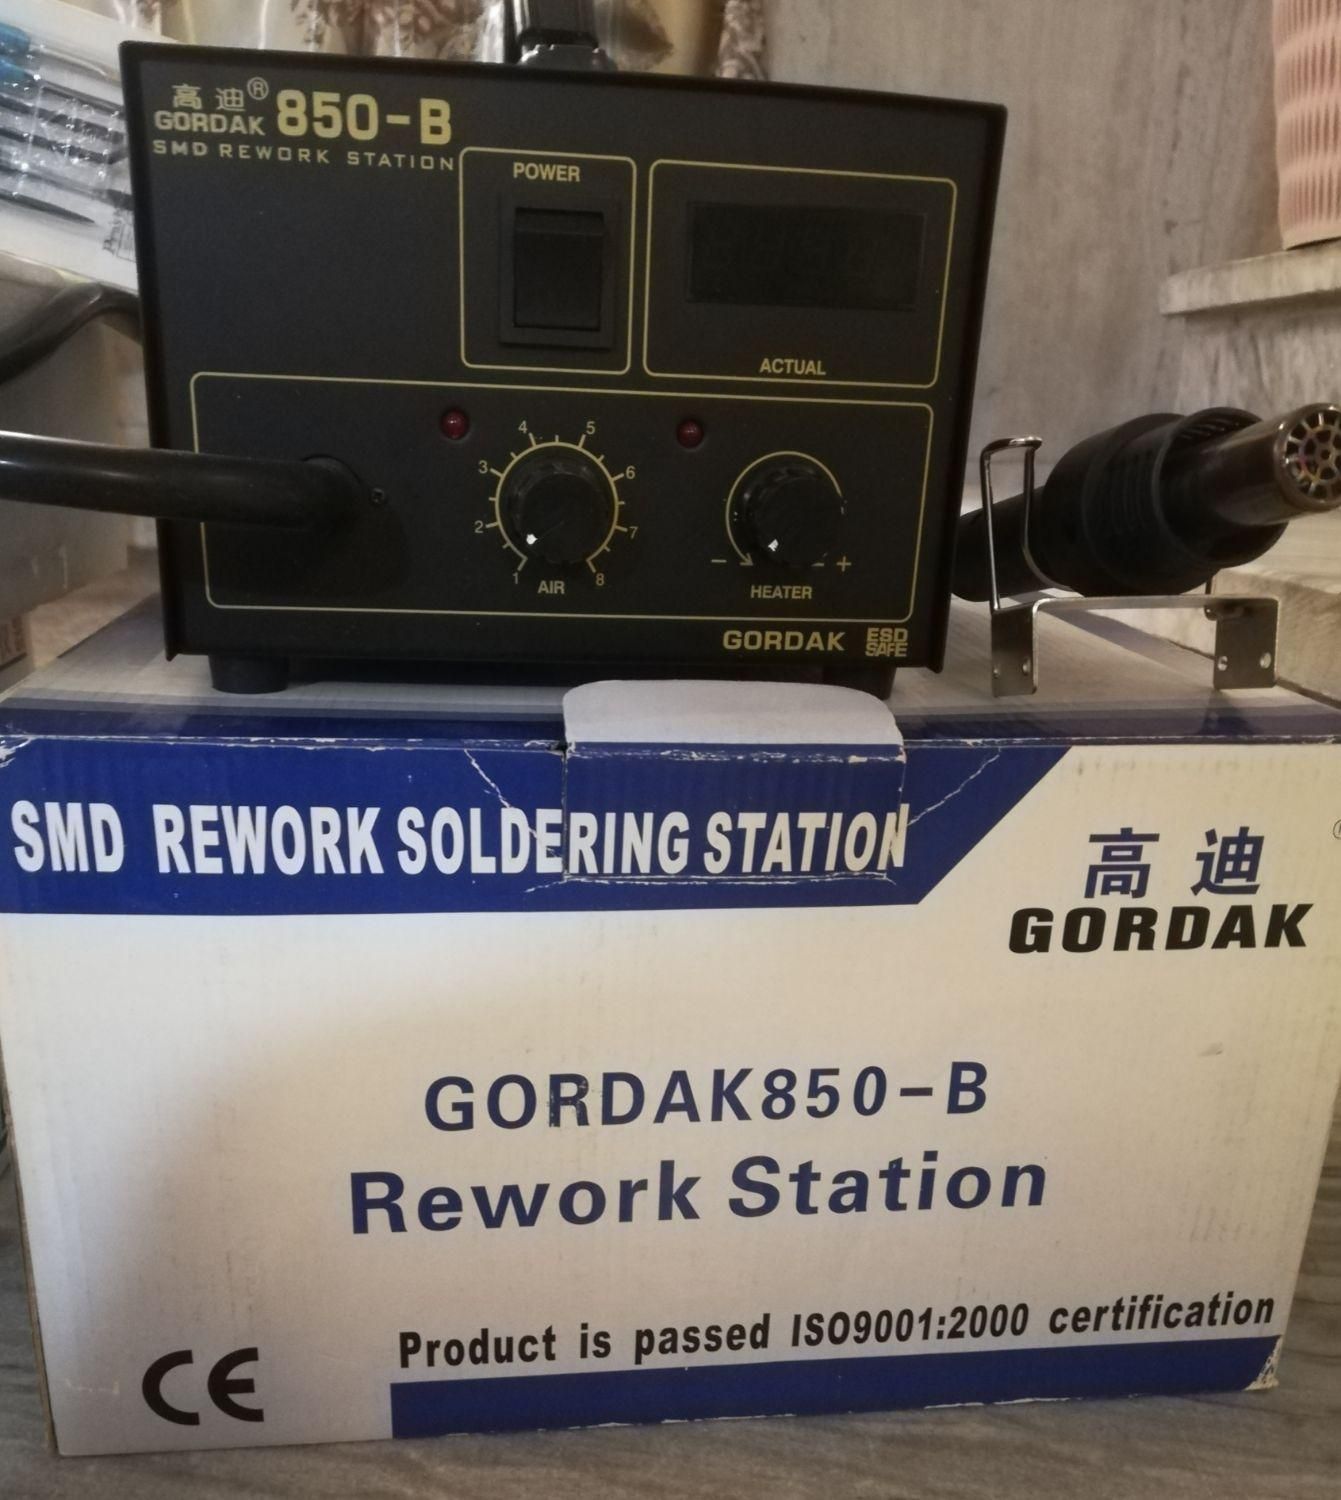 高迪®
GORDAK 850-B
SMD REWORK STATION
POWER
ACTUAL
1 2 3 4 5 6 7 8
AIR
- +
HEATER
GORDAK ESD SAFE
SMD REWORK SOLDERING STATION
高迪
GORDAK
GORDAK850-B
Rework Station
Product is passed ISO9001:2000 certification
CE